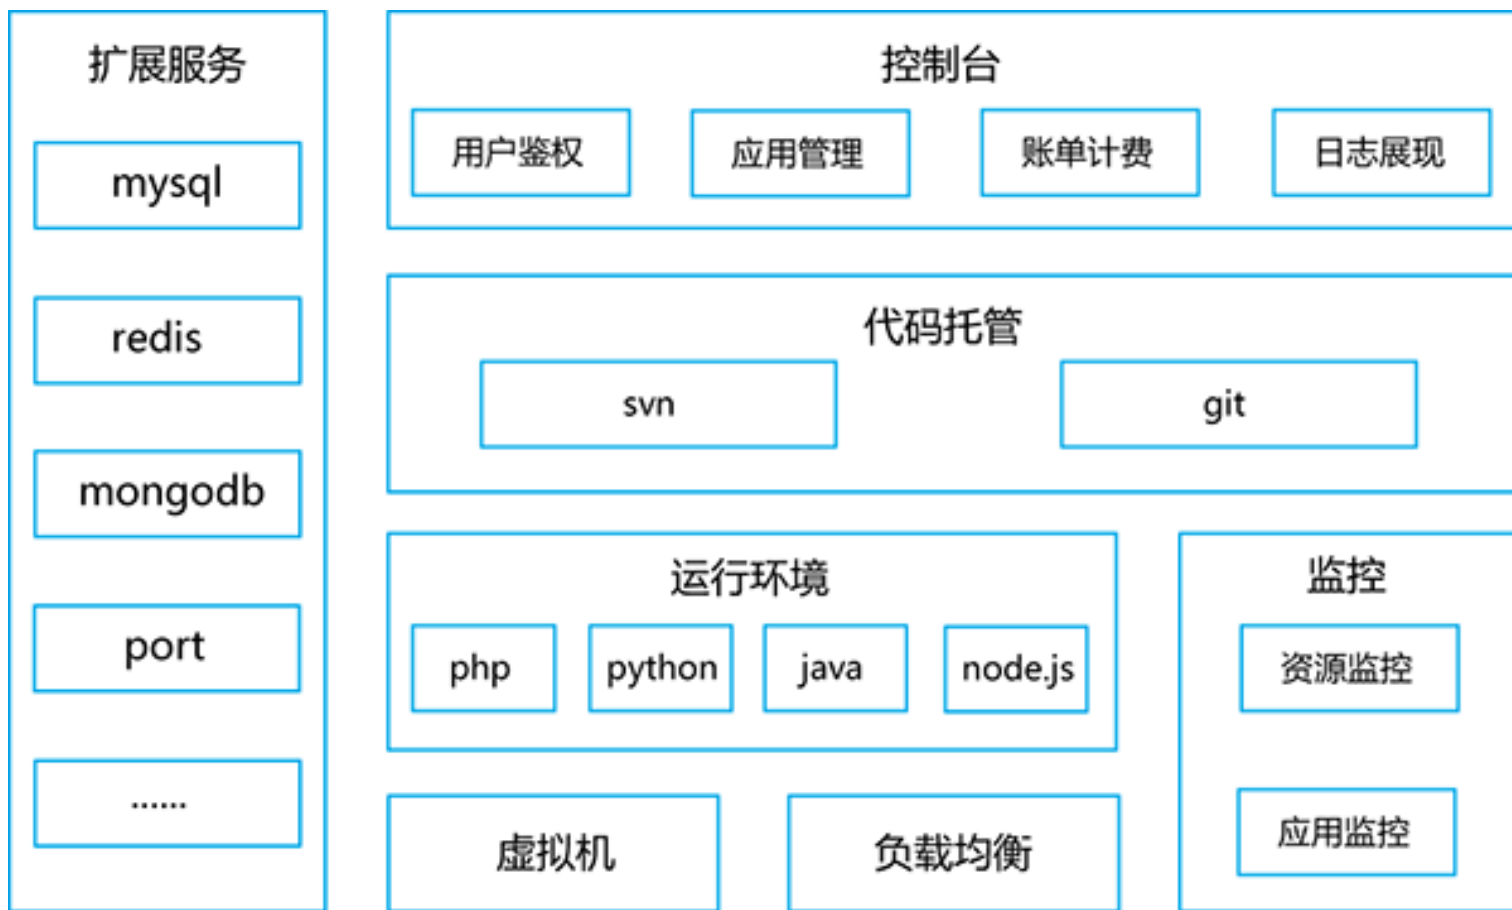 扩展服务
mysql
redis
mongodb
port
......
控制台
用户鉴权
应用管理
账单计费
日志展现
代码托管
svn
git
运行环境
php
python
java
node.js
监控
资源监控
应用监控
虚拟机
负载均衡